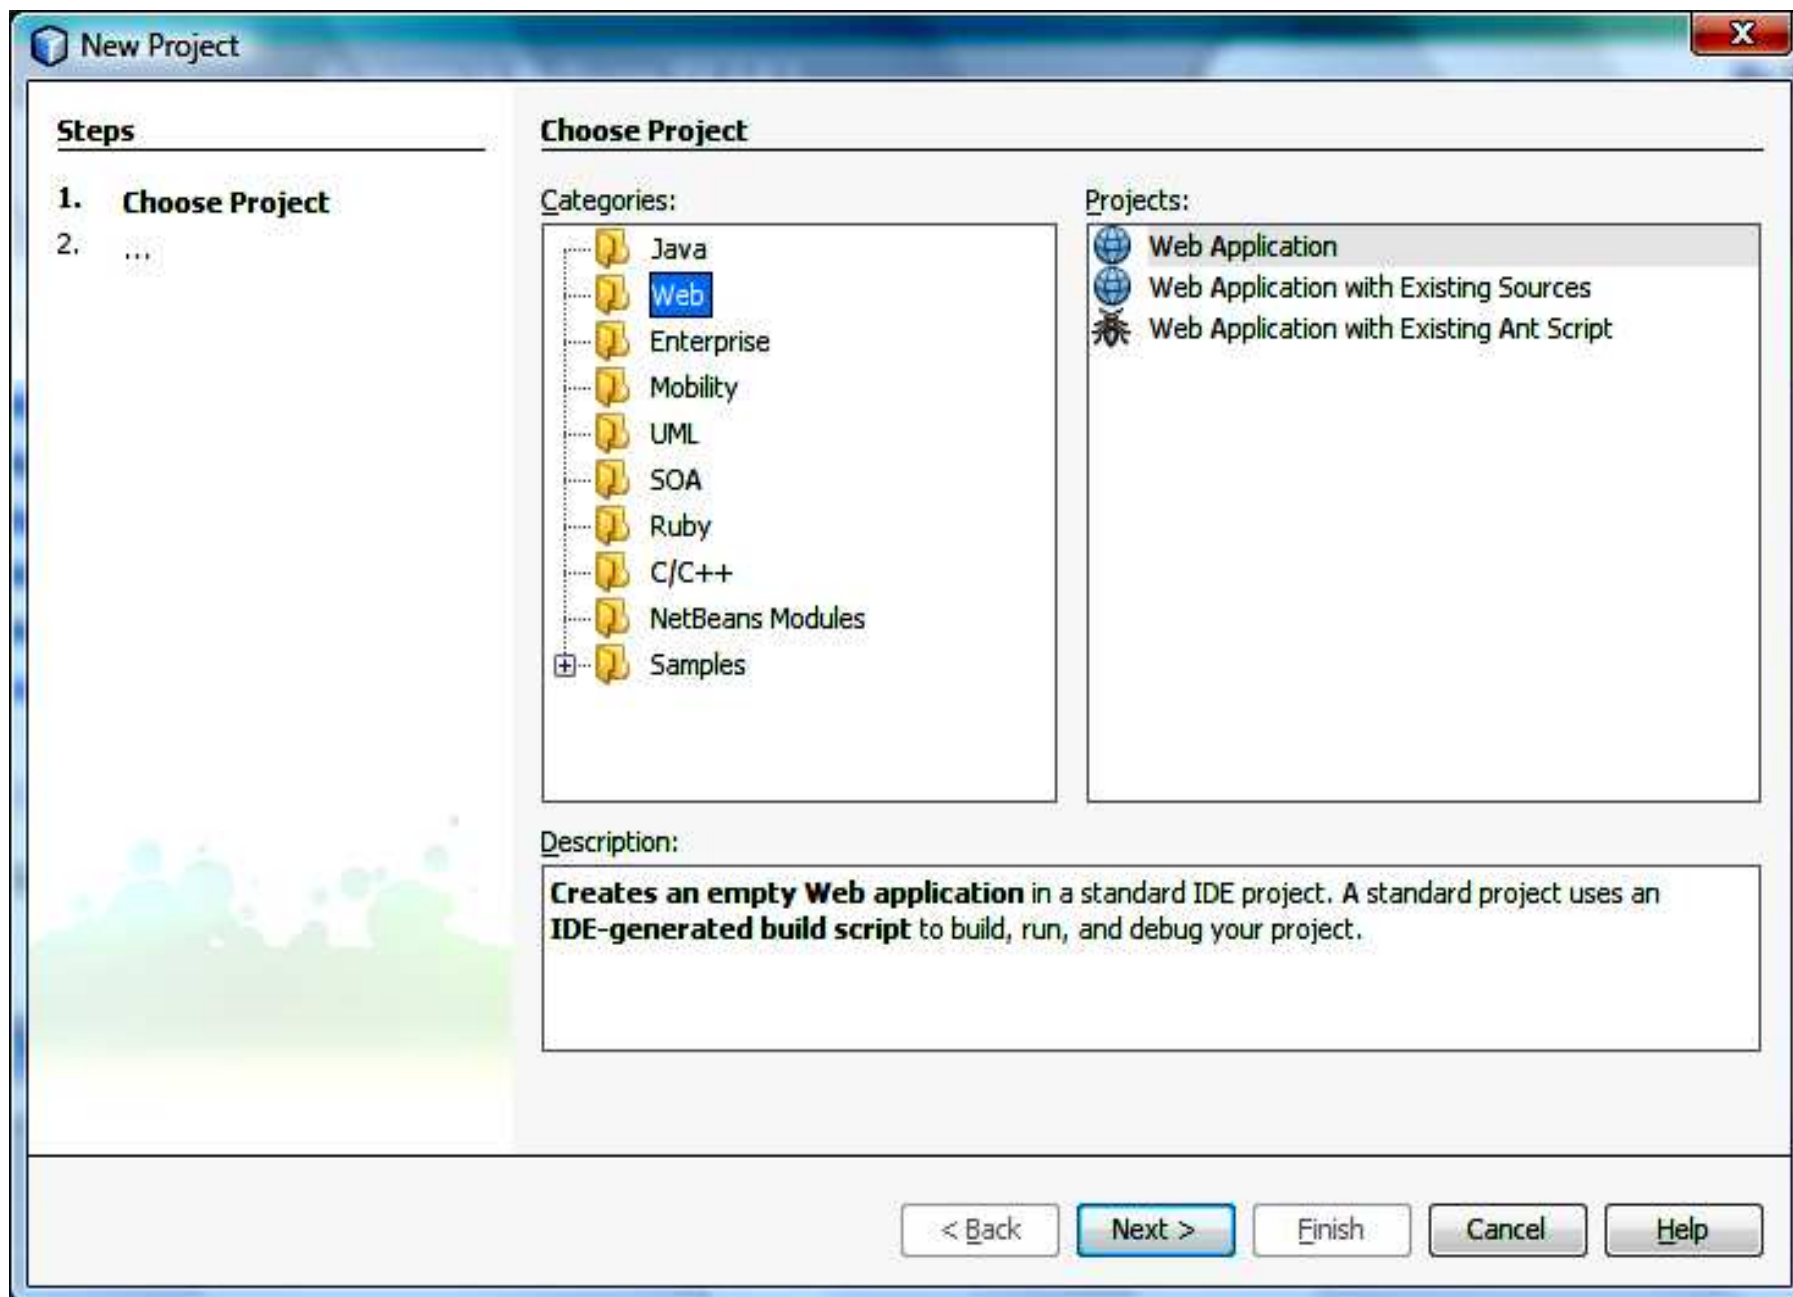 New Project
X
Steps
1. Choose Project
2. ...
Choose Project
Categories:
Java
Web
Enterprise
Mobility
UML
SOA
Ruby
C/C++
NetBeans Modules
Samples
Projects:
Web Application
Web Application with Existing Sources
Web Application with Existing Ant Script
Description:
Creates an empty Web application in a standard IDE project. A standard project uses an
IDE-generated build script to build, run, and debug your project.
< Back
Next >
Finish
Cancel
Help